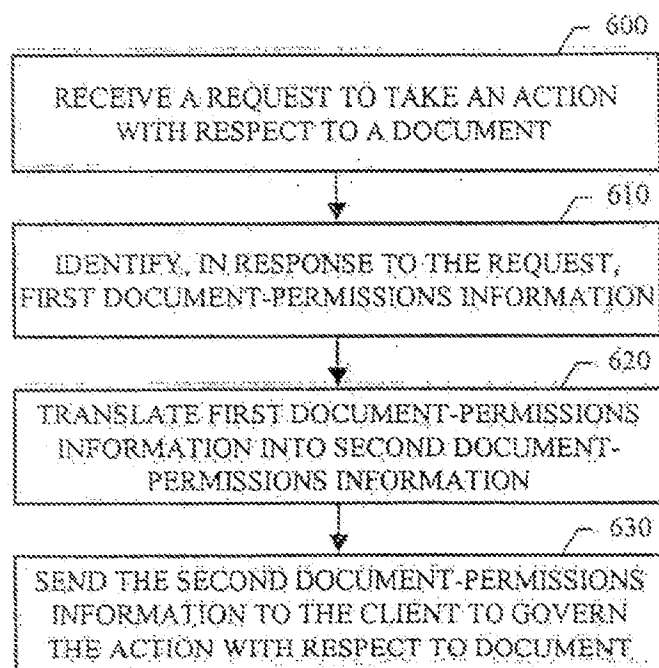 600
RECEIVE A REQUEST TO TAKE AN ACTION
WITH RESPECT TO A DOCUMENT
610
IDENTIFY, IN RESPONSE TO THE REQUEST,
FIRST DOCUMENT-PERMISSIONS INFORMATION
620
TRANSLATE FIRST DOCUMENT-PERMISSIONS
INFORMATION INTO SECOND DOCUMENT-
PERMISSIONS INFORMATION
630
SEND THE SECOND DOCUMENT-PERMISSIONS
INFORMATION TO THE CLIENT TO GOVERN
THE ACTION WITH RESPECT TO DOCUMENT